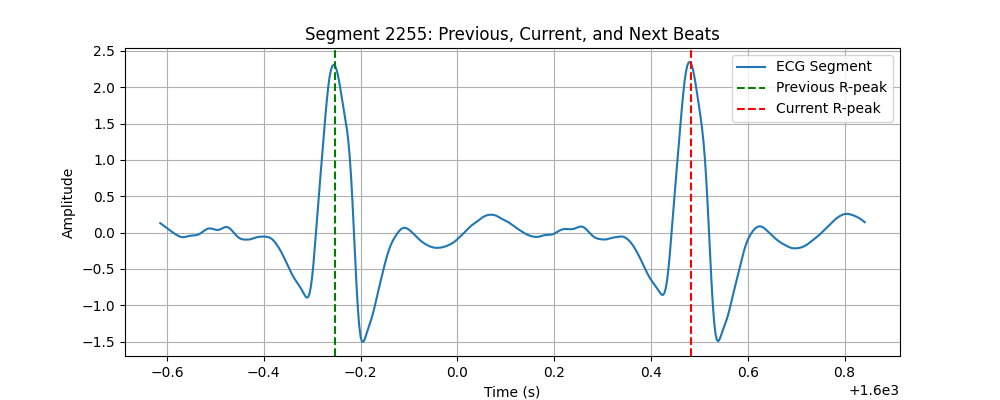 Segment 2255: Previous, Current, and Next Beats
ECG Segment
Previous R-peak
Current R-peak
Amplitude
2.5
2.0
1.5
1.0
0.5
0.0
−0.5
−1.0
−1.5
−0.6 −0.4 −0.2 0.0 0.2 0.4 0.6 0.8
+1.6e3
Time (s)